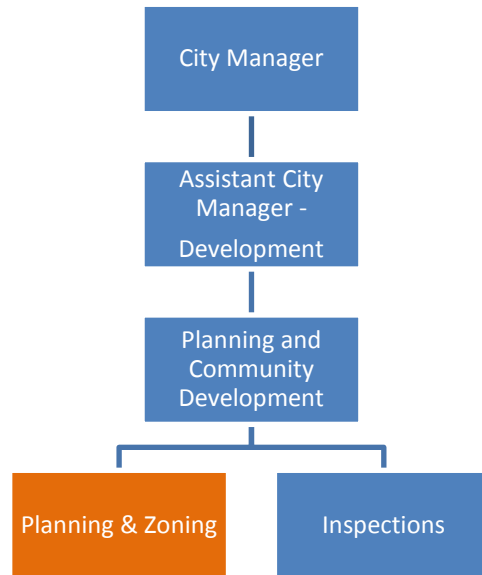 City Manager
Assistant City
Manager -
Development
Planning and
Community
Development
Planning & Zoning
Inspections